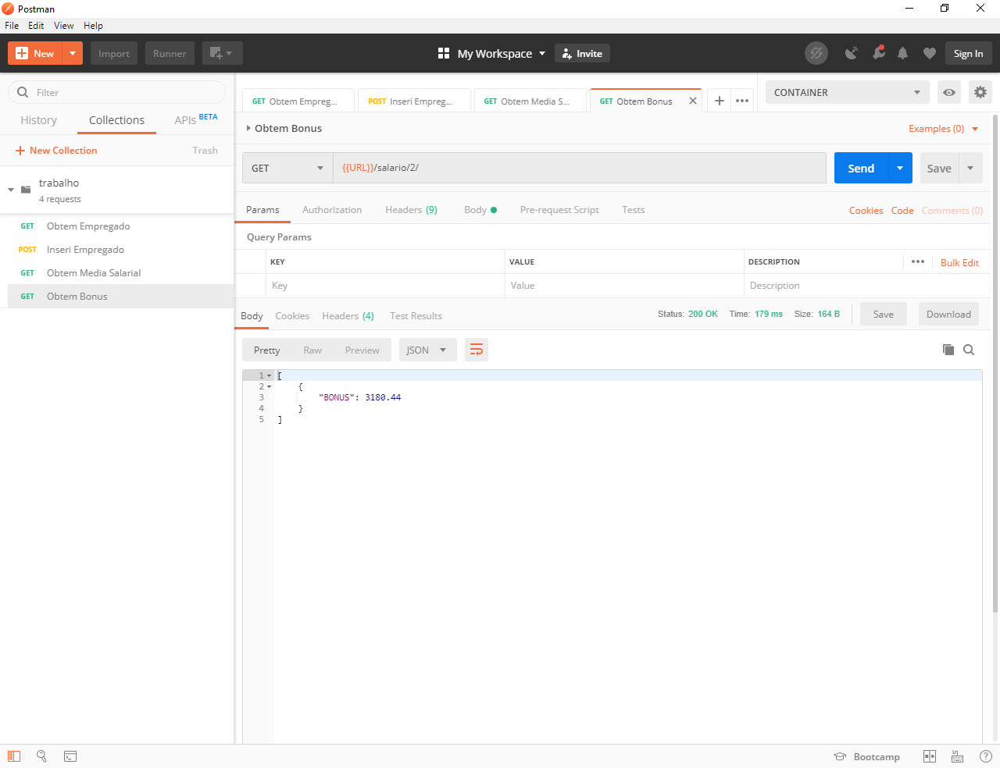 Postman
File Edit View Help
New Import Runner My Workspace Invite Sign In
Filter
History Collections APIs BETA
New Collection Trash
trabalho
4 requests
GET Obtem Empregado
POST Inseri Empregado
GET Obtem Media Salarial
GET Obtem Bonus
GET Obtem Empreg... POST Inseri Empreg... GET Obtem Media S... GET Obtem Bonus CONTAINER
Obtem Bonus Examples (0)
GET {{URL}}/salario/2/ Send Save
Params Authorization Headers (9) Body Pre-request Script Tests Cookies Code Comments (0)
Query Params
KEY VALUE DESCRIPTION Bulk Edit
Key Value Description
Body Cookies Headers (4) Test Results Status: 200 OK Time: 179 ms Size: 164 B Save Download
Pretty Raw Preview JSON
1 [
2 {
3 "BONUS": 3180.44
4 }
5 ]
Bootcamp